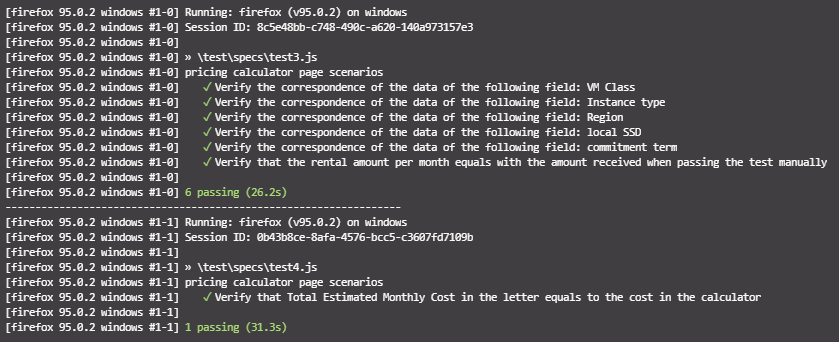 [firefox 95.0.2 windows #1-0] Running: firefox (v95.0.2) on windows
[firefox 95.0.2 windows #1-0] Session ID: 8c5e48bb-c748-490c-a620-140a973157e3
[firefox 95.0.2 windows #1-0]
[firefox 95.0.2 windows #1-0] » \test\specs\test3.js
[firefox 95.0.2 windows #1-0] pricing calculator page scenarios
[firefox 95.0.2 windows #1-0]    ✓ Verify the correspondence of the data of the following field: VM Class
[firefox 95.0.2 windows #1-0]    ✓ Verify the correspondence of the data of the following field: Instance type
[firefox 95.0.2 windows #1-0]    ✓ Verify the correspondence of the data of the following field: Region
[firefox 95.0.2 windows #1-0]    ✓ Verify the correspondence of the data of the following field: local SSD
[firefox 95.0.2 windows #1-0]    ✓ Verify the correspondence of the data of the following field: commitment term
[firefox 95.0.2 windows #1-0]    ✓ Verify that the rental amount per month equals with the amount received when passing the test manually
[firefox 95.0.2 windows #1-0]
[firefox 95.0.2 windows #1-0] 6 passing (26.2s)
------------------------------------------------------------------
[firefox 95.0.2 windows #1-1] Running: firefox (v95.0.2) on windows
[firefox 95.0.2 windows #1-1] Session ID: 0b43b8ce-8afa-4576-bcc5-c3607fd7109b
[firefox 95.0.2 windows #1-1]
[firefox 95.0.2 windows #1-1] » \test\specs\test4.js
[firefox 95.0.2 windows #1-1] pricing calculator page scenarios
[firefox 95.0.2 windows #1-1]    ✓ Verify that Total Estimated Monthly Cost in the letter equals to the cost in the calculator
[firefox 95.0.2 windows #1-1]
[firefox 95.0.2 windows #1-1] 1 passing (31.3s)